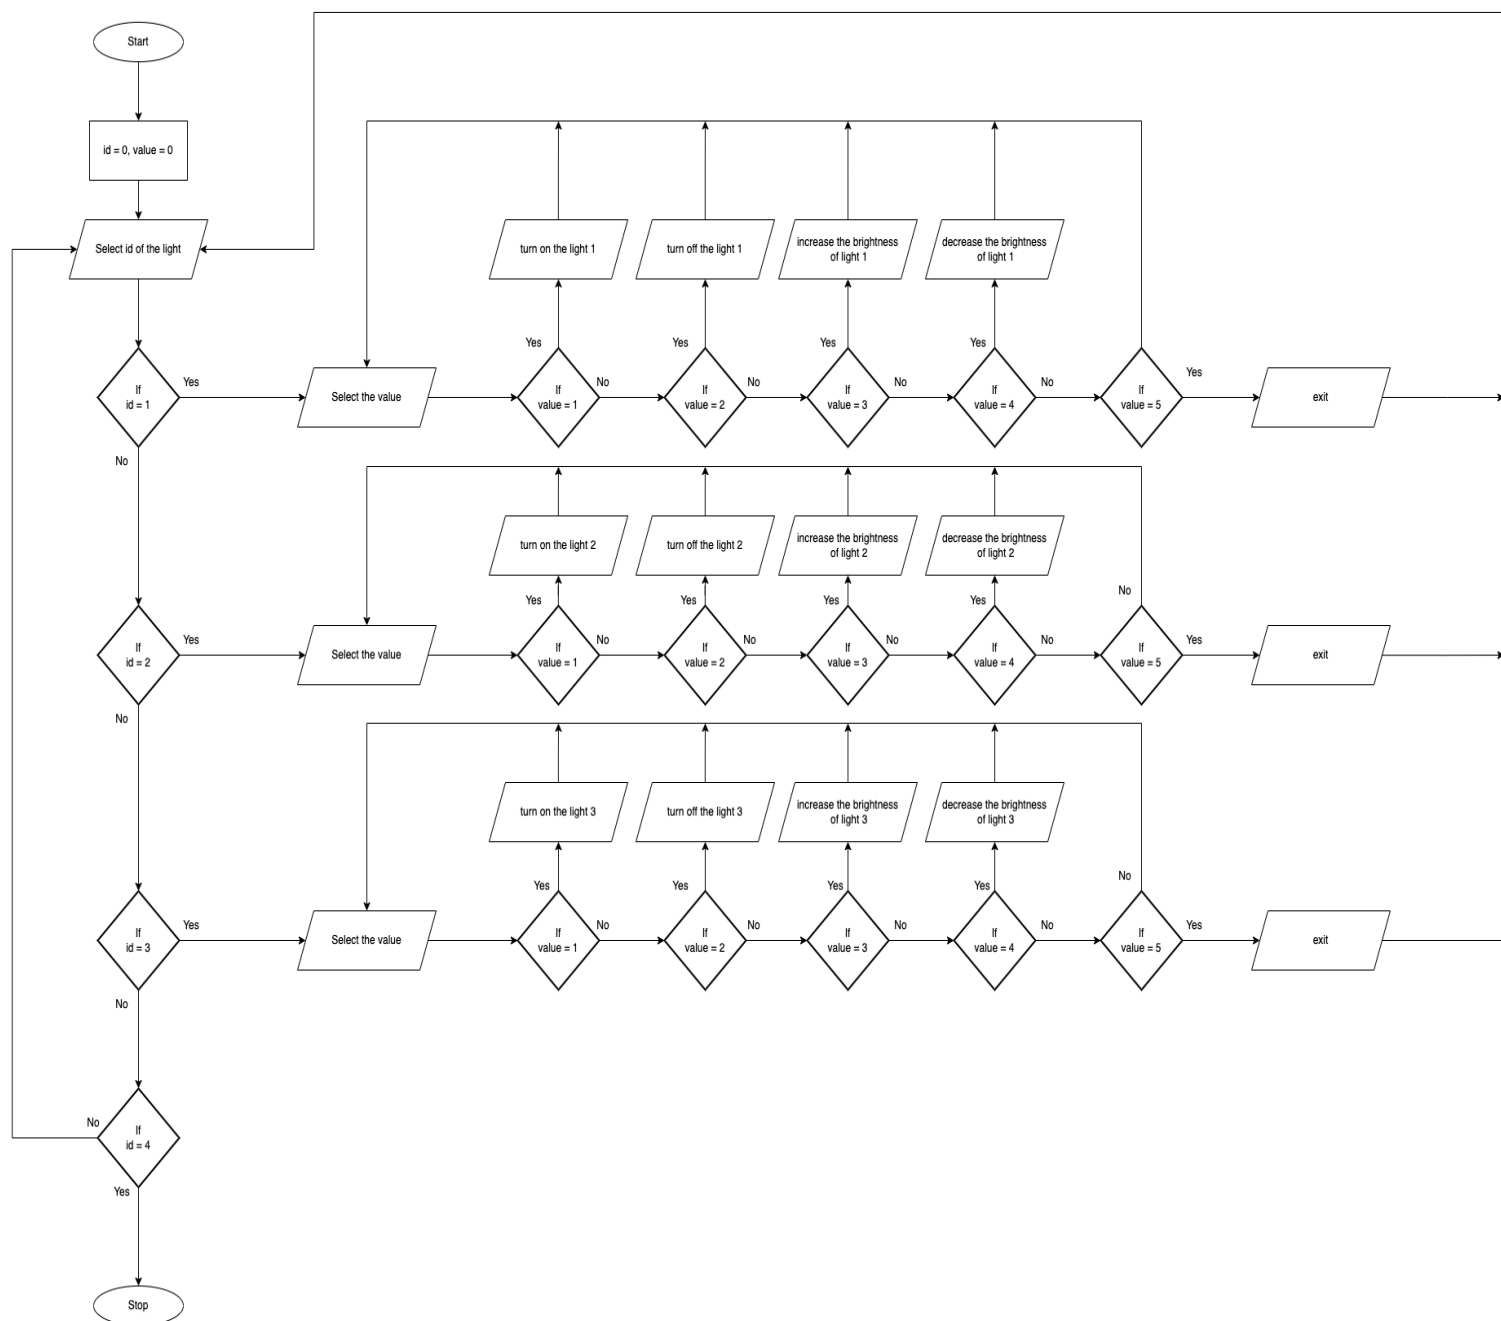 Start
id = 0, value = 0
Select id of the light
turn on the light 1
turn off the light 1
increase the brightness
of light 1
decrease the brightness
of light 1
Yes
Yes
Yes
Yes
If
id = 1
Yes
Select the value
If
value = 1
No
If
value = 2
No
If
value = 3
No
If
value = 4
No
If
value = 5
Yes
exit
No
turn on the light 2
turn off the light 2
increase the brightness
of light 2
decrease the brightness
of light 2
Yes
Yes
Yes
Yes
No
If
id = 2
Yes
Select the value
If
value = 1
No
If
value = 2
No
If
value = 3
No
If
value = 4
No
If
value = 5
Yes
exit
No
turn on the light 3
turn off the light 3
increase the brightness
of light 3
decrease the brightness
of light 3
Yes
Yes
Yes
Yes
No
If
id = 3
Yes
Select the value
If
value = 1
No
If
value = 2
No
If
value = 3
No
If
value = 4
No
If
value = 5
Yes
exit
No
No
If
id = 4
Yes
Stop